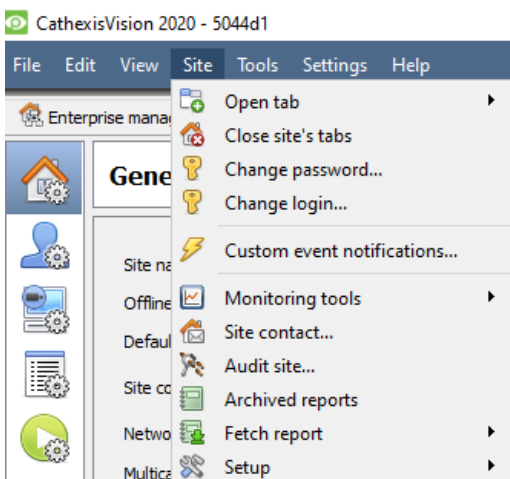 CathexisVision 2020 - 5044d1
File Edit View Site Tools Settings Help
Enterprise mana
Open tab
Close site's tabs
Change password...
Change login...
Custom event notifications...
Monitoring tools
Site contact...
Audit site...
Archived reports
Fetch report
Setup
Gene
Site na
Offline
Defaul
Site co
Netwo
Multica